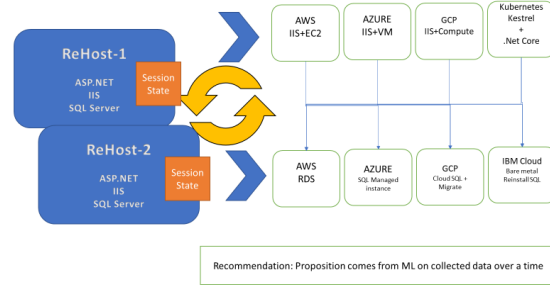 ReHost-1
ASP.NET
IIS
SQL Server
Session
State
ReHost-2
ASP.NET
IIS
SQL Server
Session
State
AWS
IIS+EC2
AZURE
IIS+VM
GCP
IIS+Compute
Kubernetes
Kestrel
+
.Net Core
AWS
RDS
AZURE
SQL Managed
instance
GCP
Cloud SQL +
Migrate
IBM Cloud
Bare metal
Reinstall SQL
Recommendation: Proposition comes from ML on collected data over a time